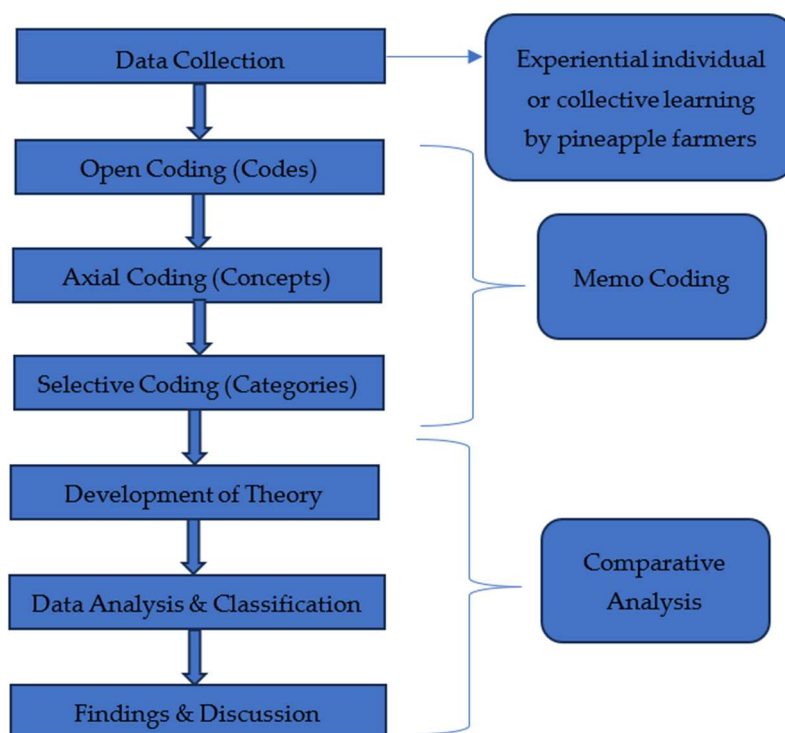 Data Collection
Experiential individual
or collective learning
by pineapple farmers
Open Coding (Codes)
Axial Coding (Concepts)
Memo Coding
Selective Coding (Categories)
Development of Theory
Data Analysis & Classification
Comparative
Analysis
Findings & Discussion